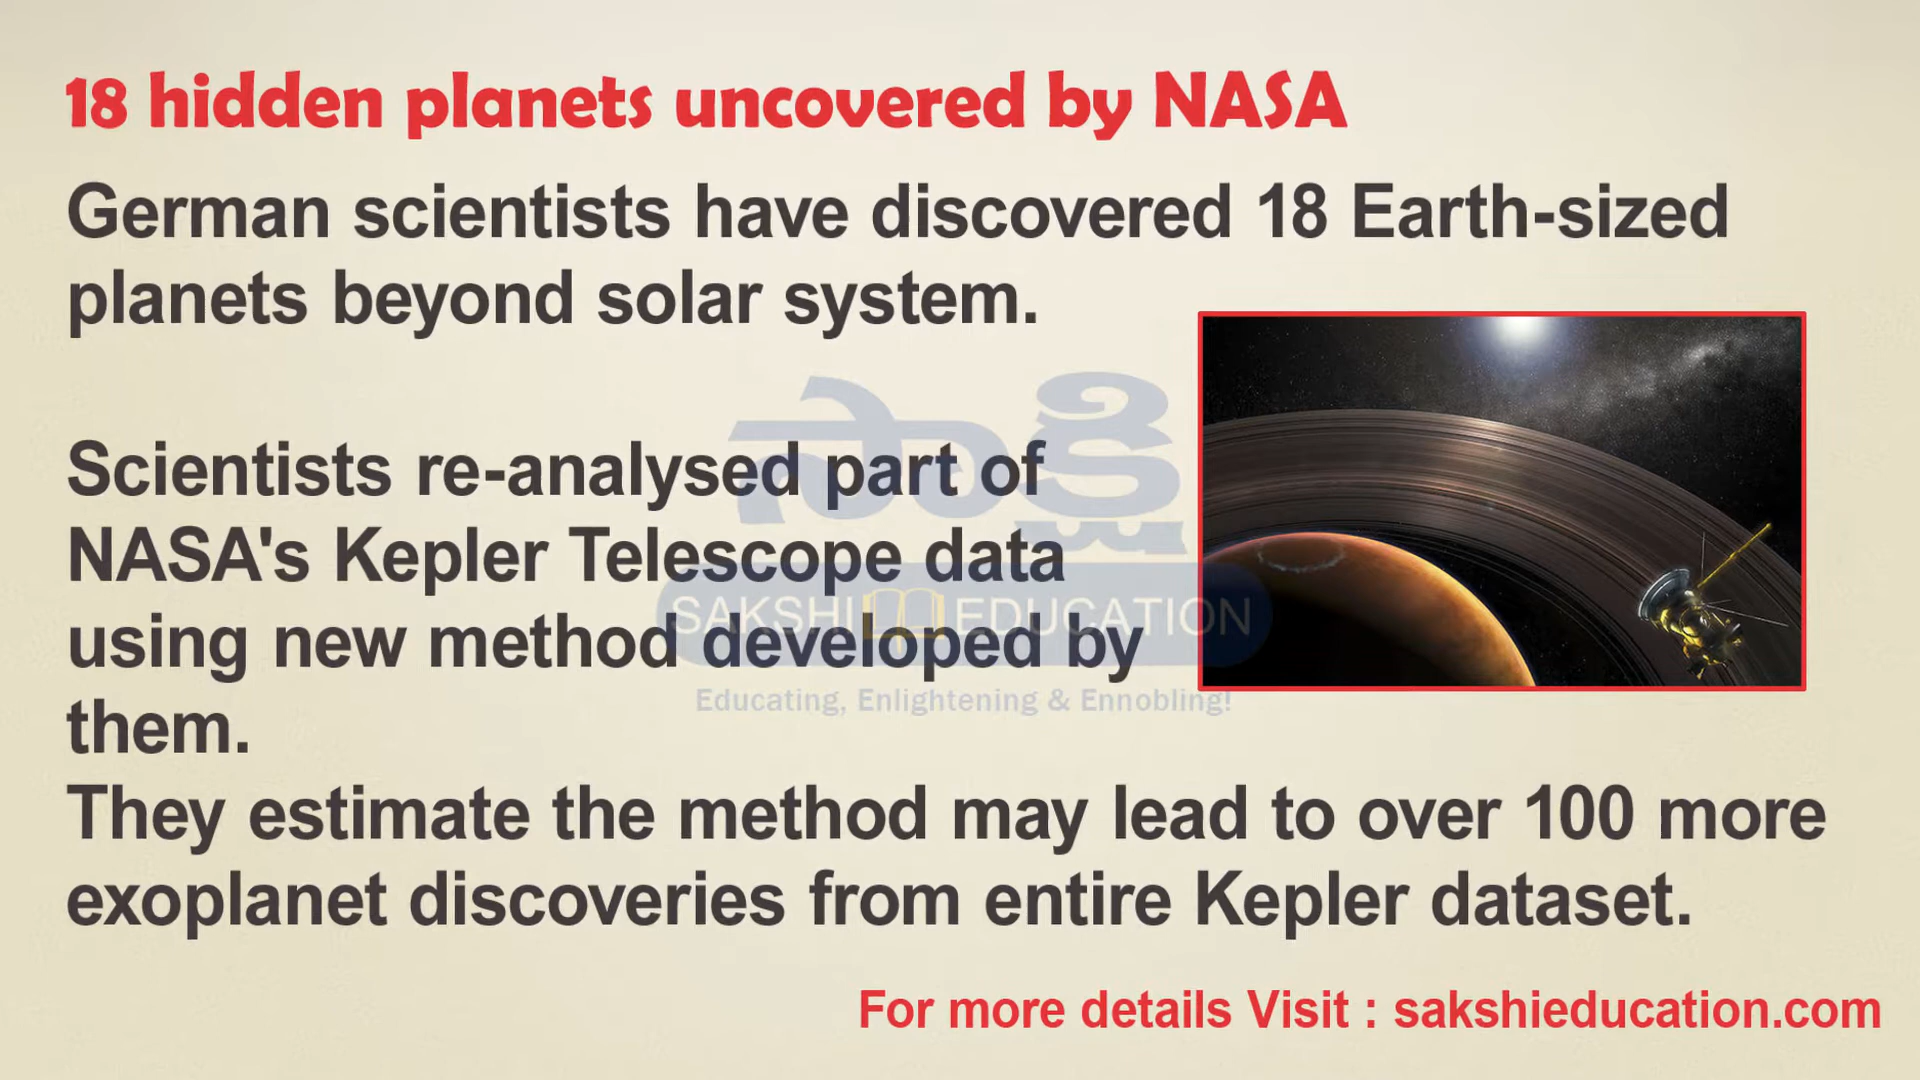 18 hidden planets uncovered by NASA
German scientists have discovered 18 Earth-sized
planets beyond solar system.
Scientists re-analysed part of
NASA's Kepler Telescope data
using new method developed by
them.
They estimate the method may lead to over 100 more
exoplanet discoveries from entire Kepler dataset.
సాక్షి
SAKSHI EDUCATION
Educating, Enlightening & Ennobling!
For more details Visit : sakshieducation.com